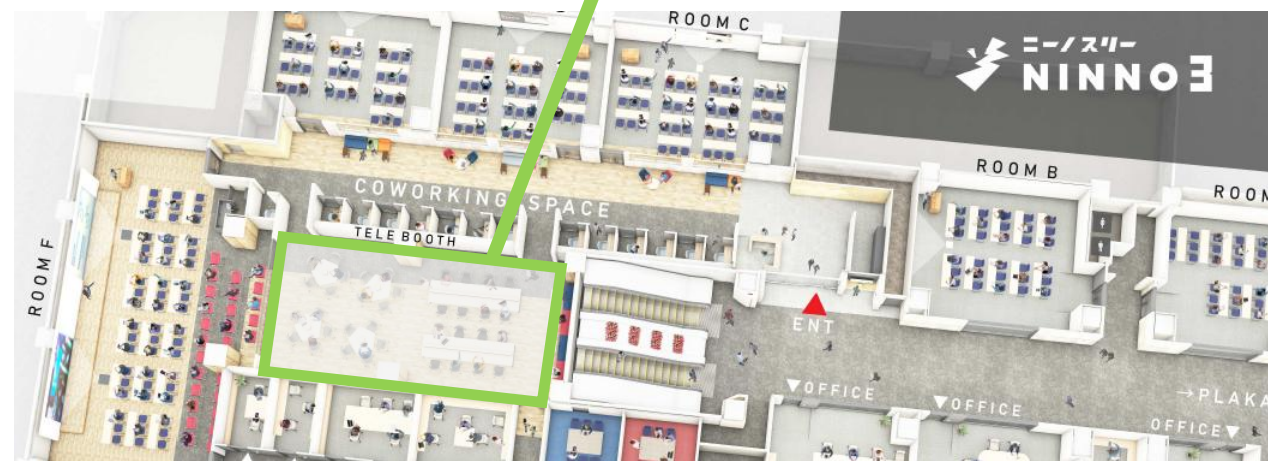 ROOM C
ニーノスリー
NINNO3
ROOM B
ROOM
COWORKING SPACE
TELE BOOTH
ROOM F
ENT
▼OFFICE
▼OFFICE
→PLAKA
OFFICE▼